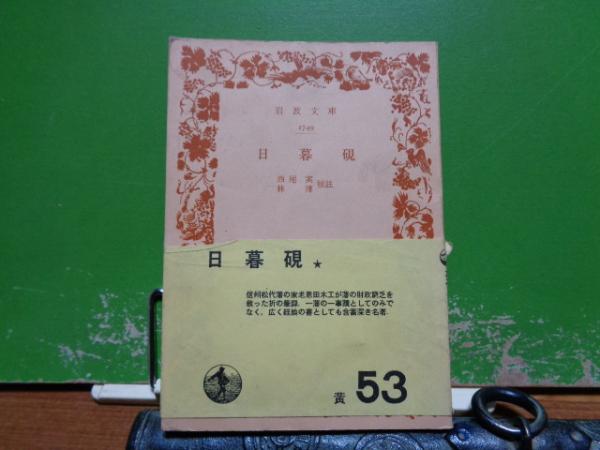 岩波文庫
1749
日暮硯
西尾実
林博 校註
日暮硯 ★
信州松代藩の家老恩田木工が藩の財政窮乏を
救った折の筆録.一藩の一事蹟としてのみで
なく,広く経綸の書としても含蓄深き名著.
黄 53